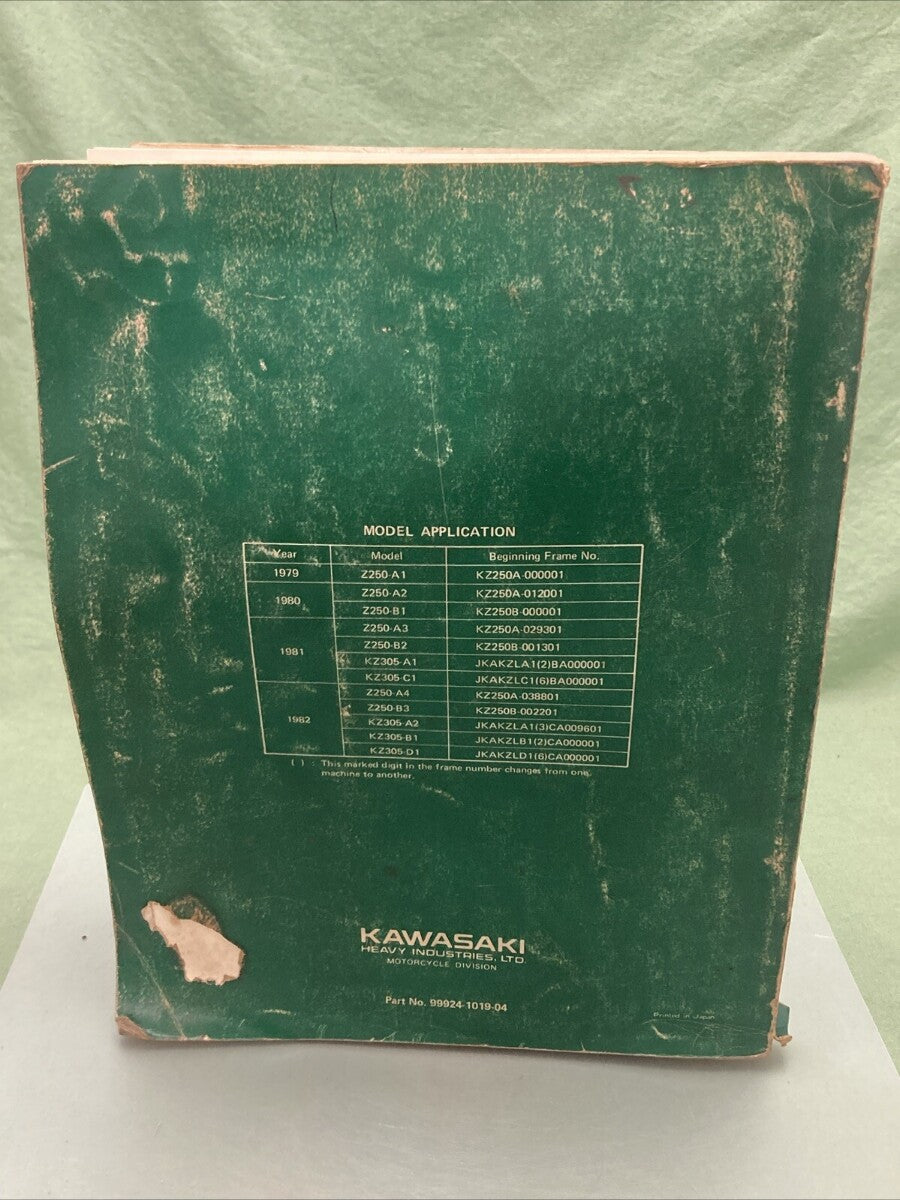 MODEL APPLICATION
Year Model Beginning Frame No.
1979 Z250-A1 KZ250A-000001
1980 Z250-A2 KZ250A-012001
Z250-B1 KZ250B-000001
1981 Z250-A3 KZ250A-029301
Z250-B2 KZ250B-001301
KZ305-A1 JKAKZLA1(2)BA000001
KZ305-C1 JKAKZLC1(6)BA000001
1982 Z250-A4 KZ250A-038801
Z250-B3 KZ250B-002201
KZ305-A2 JKAKZLA1(3)CA009601
KZ305-B1 JKAKZLB1(2)CA000001
KZ305-D1 JKAKZLD1(6)CA000001
( ) : This marked digit in the frame number changes from one
machine to another.
KAWASAKI
HEAVY INDUSTRIES, LTD.
MOTORCYCLE DIVISION
Part No. 99924-1019-04
Printed in Japan